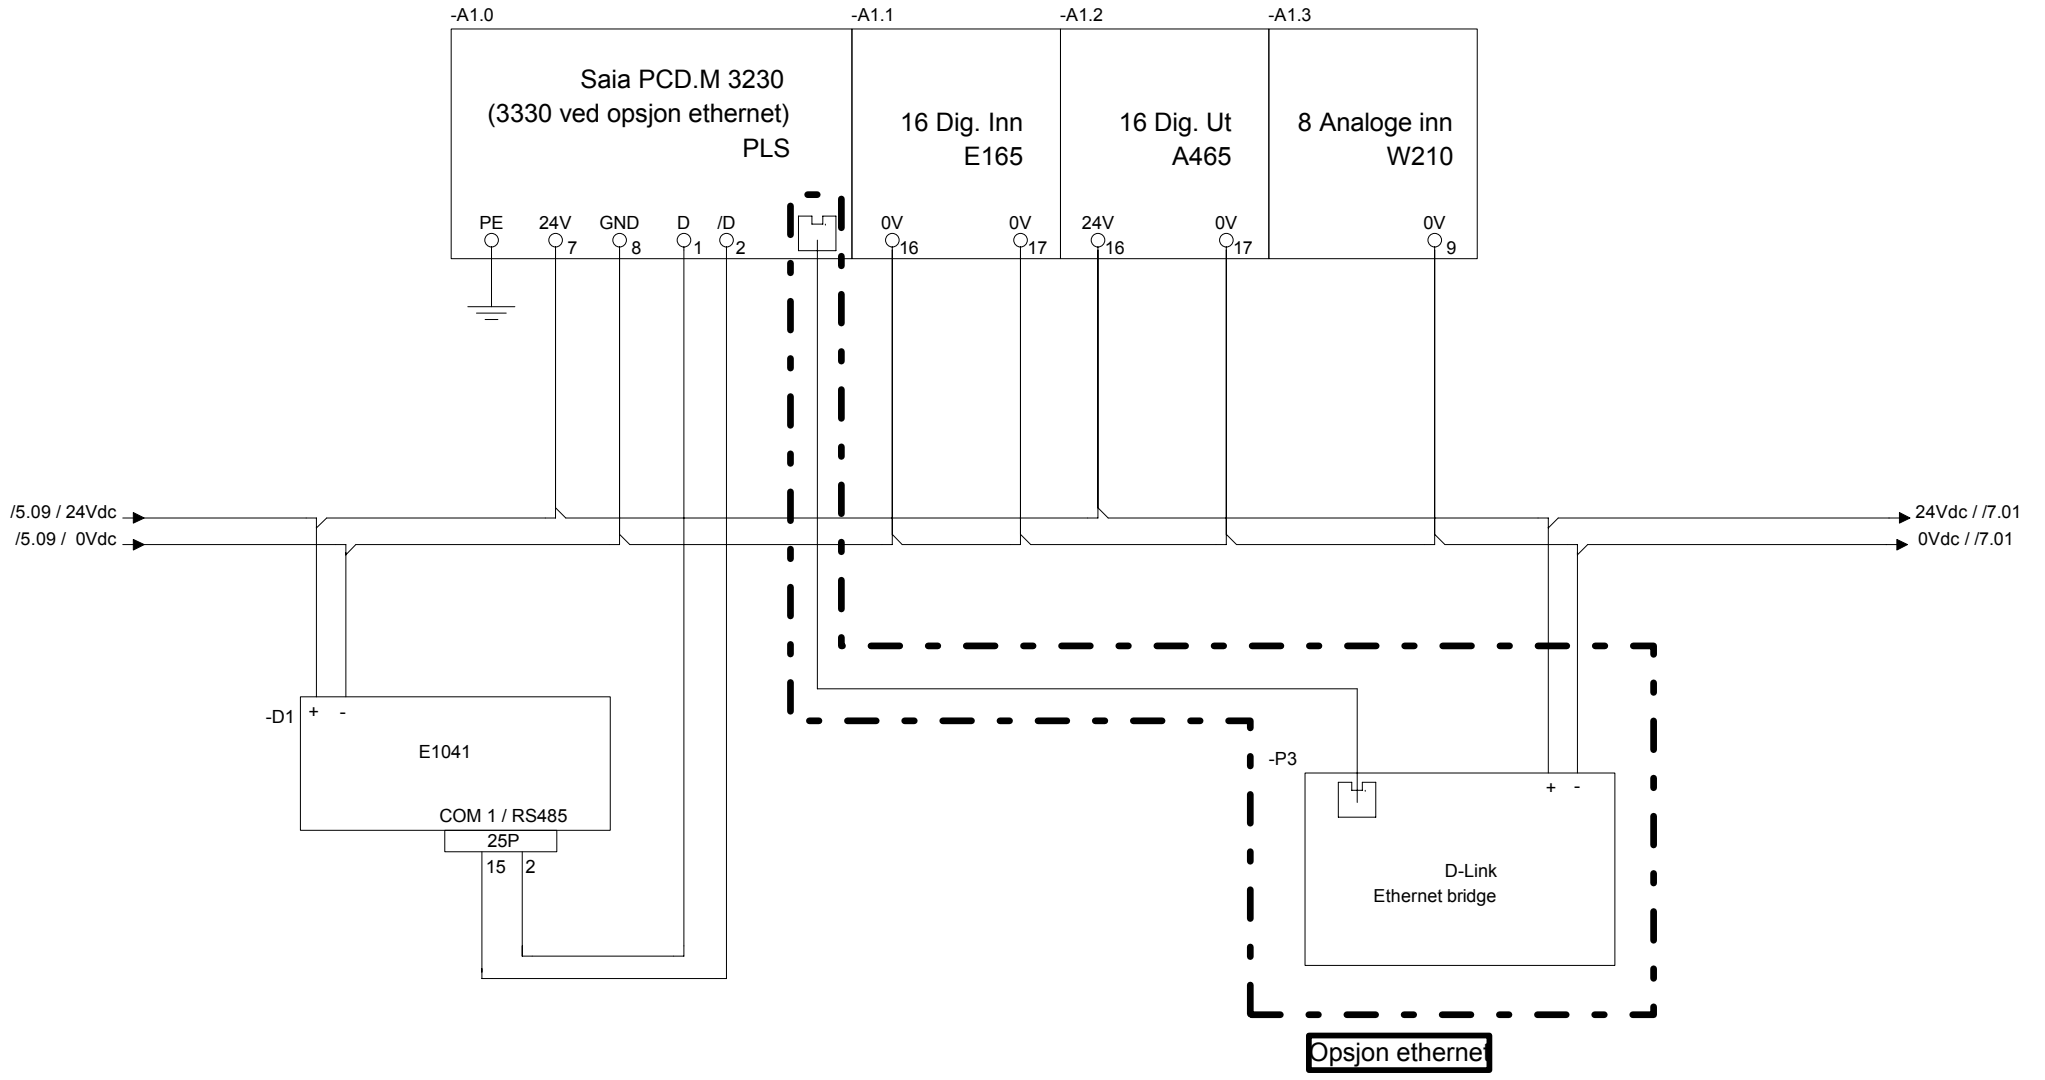 -A1.0
-A1.1
-A1.2
-A1.3
Saia PCD.M 3230
(3330 ved opsjon ethernet)
PLS
16 Dig. Inn
E165
16 Dig. Ut
A465
8 Analoge inn
W210
PE
24V
7
GND
8
D
1
/D
2
0V
16
0V
17
24V
16
0V
17
0V
9
/5.09 / 24Vdc
/5.09 / 0Vdc
24Vdc / /7.01
0Vdc / /7.01
-D1
+ -
E1041
COM 1 / RS485
25P
15 2
-P3
+ -
D-Link
Ethernet bridge
Opsjon ethernet